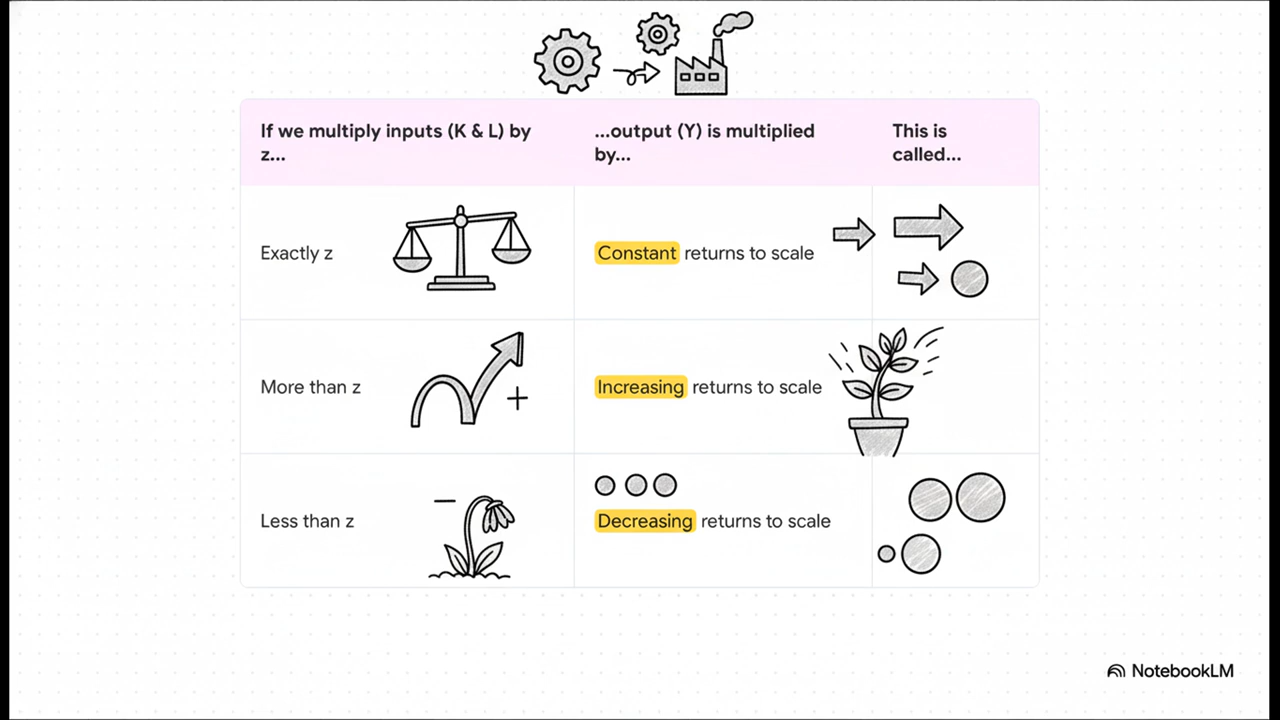 If we multiply inputs (K & L) by
z...
...output (Y) is multiplied
by...
This is
called...
Exactly z
Constant returns to scale
More than z
+
Increasing returns to scale
Less than z
−
Decreasing returns to scale
NotebookLM